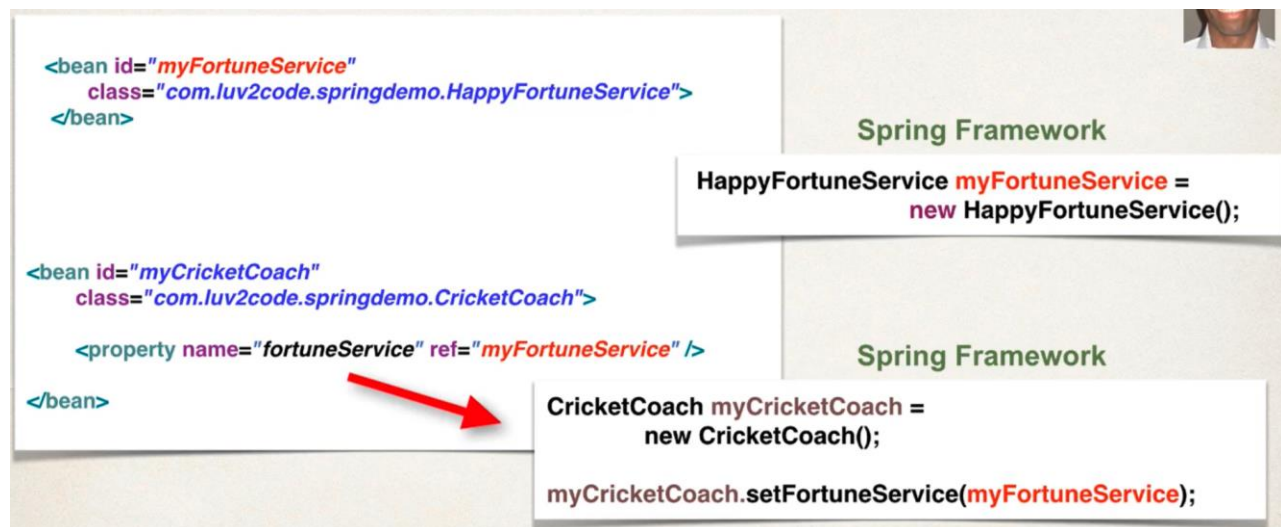 <bean id="myFortuneService"
class="com.luv2code.springdemo.HappyFortuneService">
</bean>
Spring Framework
HappyFortuneService myFortuneService =
new HappyFortuneService();
<bean id="myCricketCoach"
class="com.luv2code.springdemo.CricketCoach">
<property name="fortuneService" ref="myFortuneService" />
</bean>
Spring Framework
CricketCoach myCricketCoach =
new CricketCoach();
myCricketCoach.setFortuneService(myFortuneService);